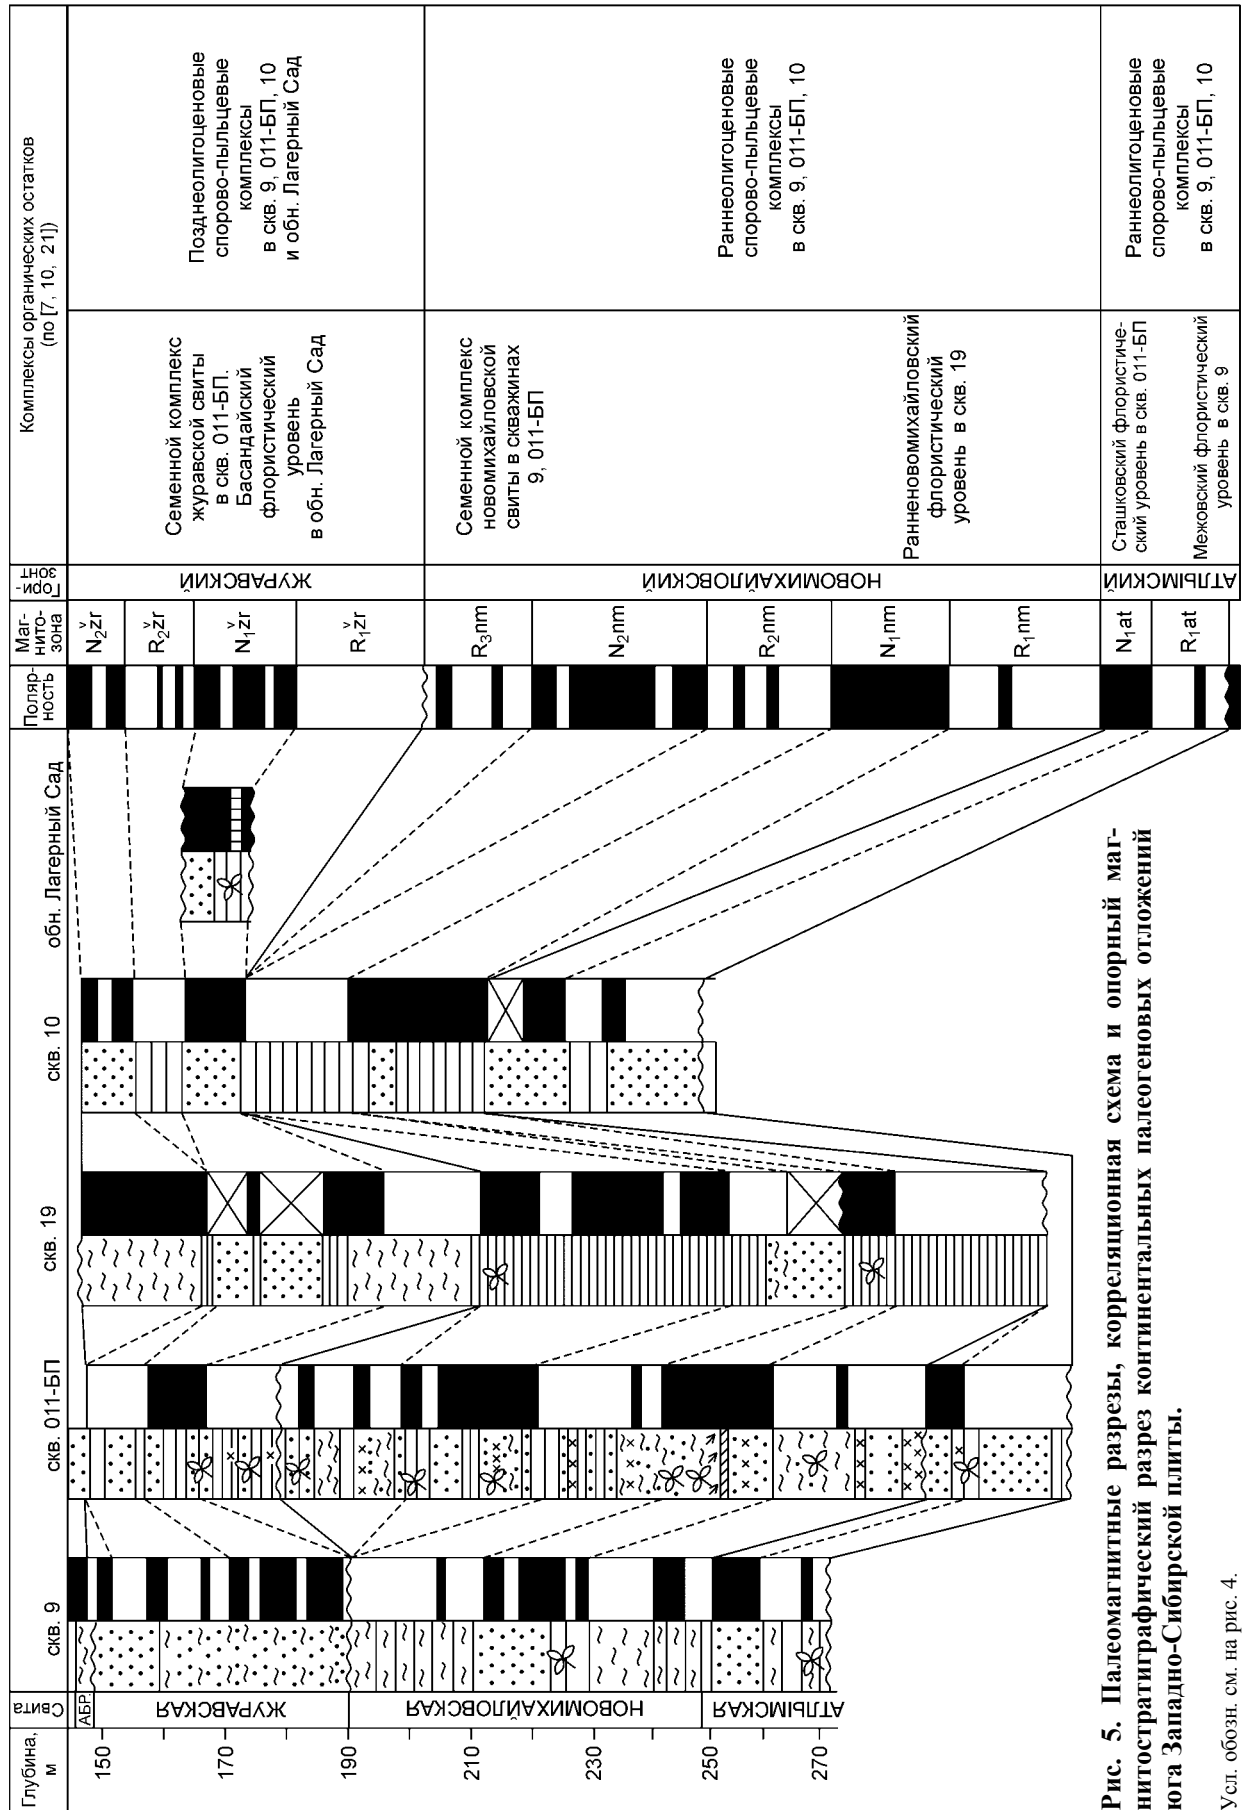 Глубина,
м
Свита
скв. 9
скв. 011-БП
скв. 19
скв. 10
обн. Лагерный Сад
Поляр-
ность
Маг-
нито-
зона
Гори-
зонт
Комплексы органических остатков
(по [7, 10, 21])
150
170
190
210
230
250
270
АБР.
ЖУРАВСКАЯ
НОВОМИХАЙЛОВСКАЯ
АТЛЫМСКАЯ
N₂žr
R₂žr
N₁žr
R₁žr
R₃nm
N₂nm
R₂nm
N₁nm
R₁nm
N₁at
R₁at
ЖУРАВСКИЙ
НОВОМИХАЙЛОВСКИЙ
АТЛЫМСКИЙ
Семенной комплекс
журавской свиты
в скв. 011-БП.
Басандайский
флористический
уровень
в обн. Лагерный Сад
Позднеолигоценовые
спорово-пыльцевые
комплексы
в скв. 9, 011-БП, 10
и обн. Лагерный Сад
Семенной комплекс
новомихайловской
свиты в скважинах
9, 011-БП
Ранненовомихайловский
флористический
уровень в скв. 19
Раннеолигоценовые
спорово-пыльцевые
комплексы
в скв. 9, 011-БП, 10
Сташковский флористиче-
ский уровень в скв. 011-БП
Межовский флористический
уровень в скв. 9
Раннеолигоценовые
спорово-пыльцевые
комплексы
в скв. 9, 011-БП, 10
Рис. 5. Палеомагнитные разрезы, корреляционная схема и опорный маг-
нитостратиграфический разрез континентальных палеогеновых отложений
юга Западно-Сибирской плиты.
Усл. обозн. см. на рис. 4.